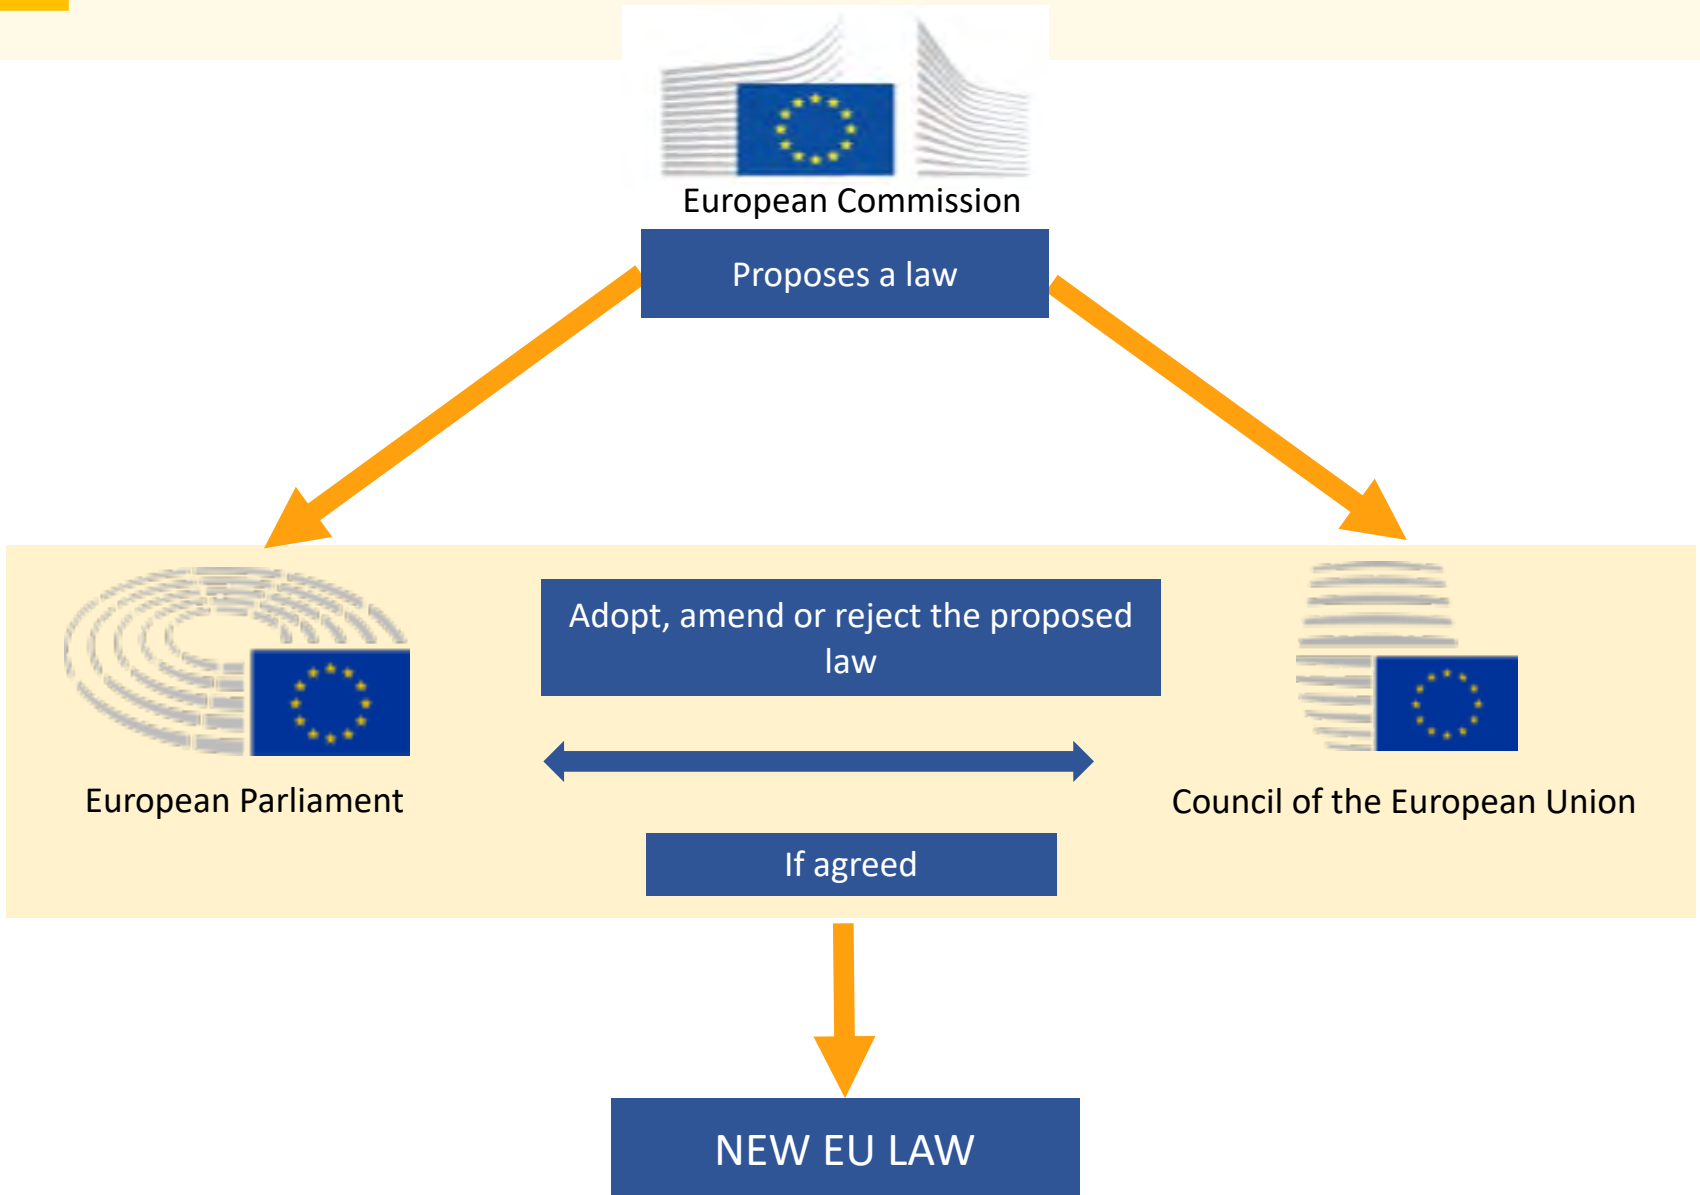 European Commission
Proposes a law
Adopt, amend or reject the proposed
law
European Parliament
Council of the European Union
If agreed
NEW EU LAW